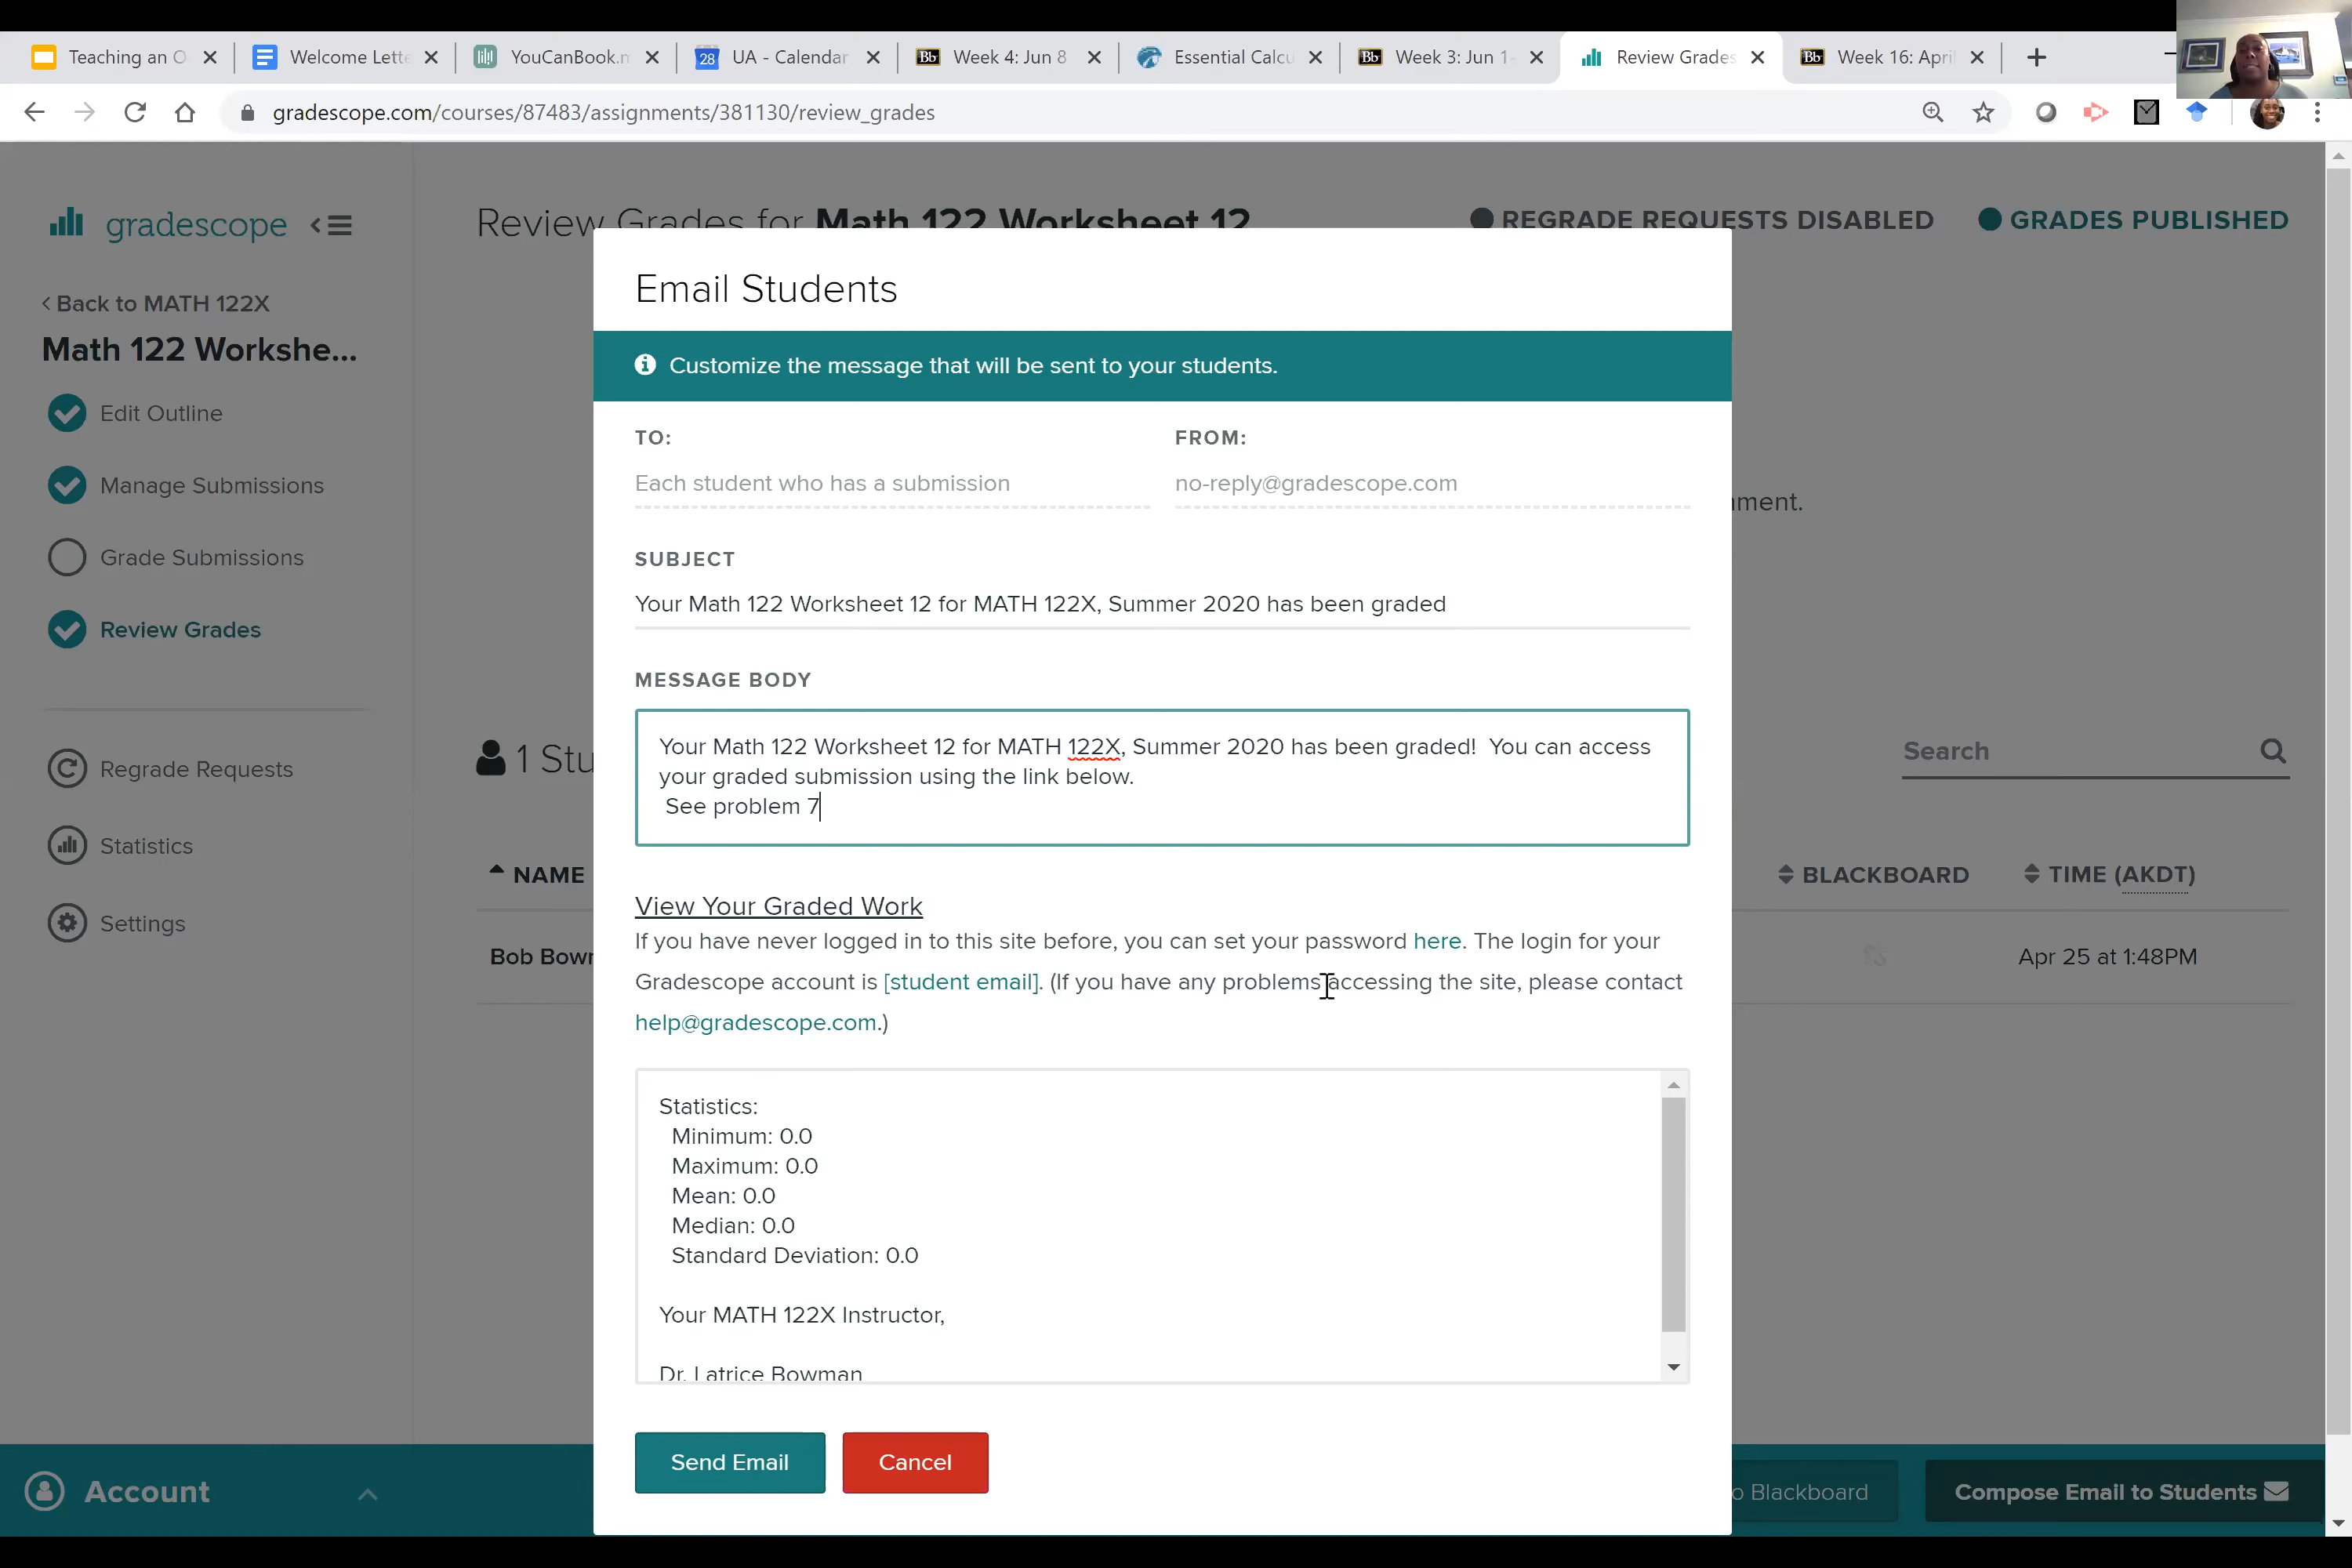 Teaching an O
Welcome Lette
YouCanBook.m
28 UA - Calendar
Bb Week 4: Jun 8
Essential Calcu
Bb Week 3: Jun 1-
Review Grades
Bb Week 16: April
gradescope.com/courses/87483/assignments/381130/review_grades
gradescope
Review Grades for Math 122 Worksheet 12
REGRADE REQUESTS DISABLED
GRADES PUBLISHED
Back to MATH 122X
Math 122 Workshe...
Edit Outline
Manage Submissions
Grade Submissions
Review Grades
Regrade Requests
Statistics
Settings
Account
Email Students
Customize the message that will be sent to your students.
TO:
Each student who has a submission
FROM:
no-reply@gradescope.com
SUBJECT
Your Math 122 Worksheet 12 for MATH 122X, Summer 2020 has been graded
MESSAGE BODY
Your Math 122 Worksheet 12 for MATH 122X, Summer 2020 has been graded! You can access
your graded submission using the link below.
See problem 7
View Your Graded Work
If you have never logged in to this site before, you can set your password here. The login for your
Gradescope account is [student email]. (If you have any problems accessing the site, please contact
help@gradescope.com.)
Statistics:
Minimum: 0.0
Maximum: 0.0
Mean: 0.0
Median: 0.0
Standard Deviation: 0.0
Your MATH 122X Instructor,
Dr. Latrice Bowman
Send Email
Cancel
nment.
1 Stu
Search
NAME
BLACKBOARD
TIME (AKDT)
Bob Bowr
Apr 25 at 1:48PM
o Blackboard
Compose Email to Students